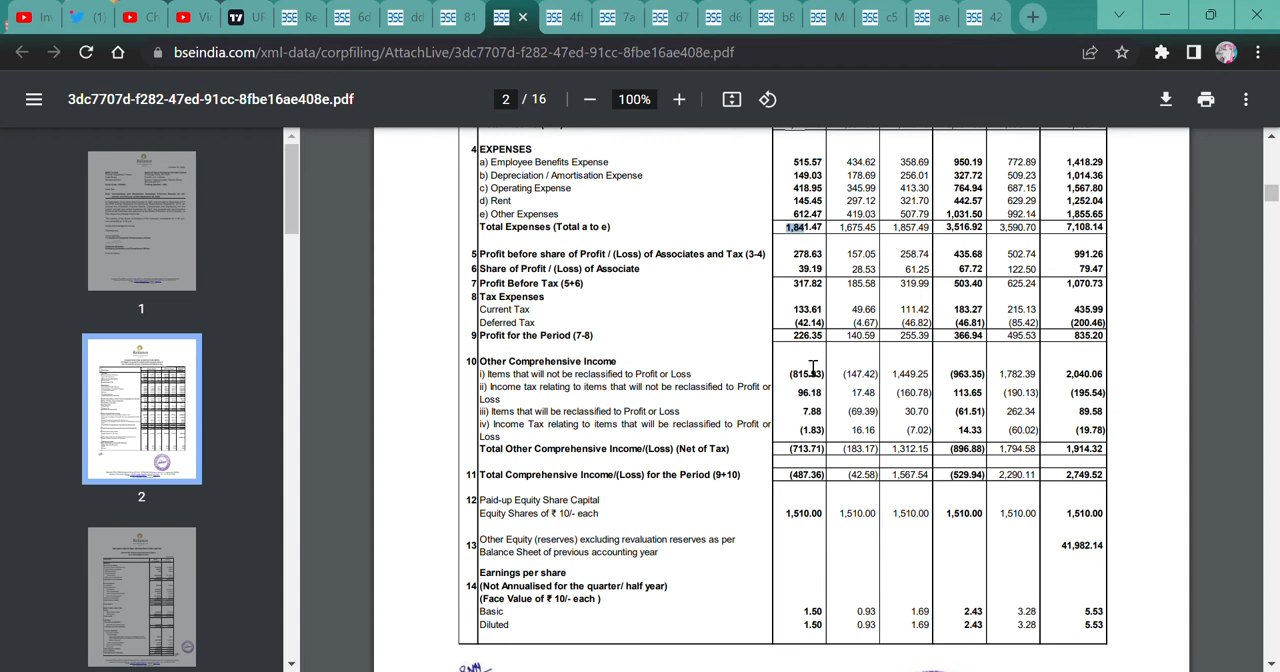 In
(1)
Ch
Vi
UF
Re
6d
dd
81
4f
7a
d7
d6
b8
M
c5
ae
42
bseindia.com/xml-data/corpfiling/AttachLive/3dc7707d-f282-47ed-91cc-8fbe16ae408e.pdf
3dc7707d-f282-47ed-91cc-8fbe16ae408e.pdf 2 / 16 100%
4 EXPENSES
a) Employee Benefits Expense 515.57 434.62 358.69 950.19 772.89 1,418.29
b) Depreciation / Amortisation Expense 149.03 178.69 256.01 327.72 509.23 1,014.36
c) Operating Expense 418.95 345.99 413.30 764.94 687.15 1,567.80
d) Rent 145.45 297.12 321.70 442.57 629.29 1,252.04
e) Other Expenses 612.47 419.03 507.79 1,031.50 992.14 1,855.65
Total Expenses (Total a to e) 1,841.47 1,675.45 1,857.49 3,516.92 3,590.70 7,108.14
5 Profit before share of Profit / (Loss) of Associates and Tax (3-4) 278.63 157.05 258.74 435.68 502.74 991.26
6 Share of Profit / (Loss) of Associate 39.19 28.53 61.25 67.72 122.50 79.47
7 Profit Before Tax (5+6) 317.82 185.58 319.99 503.40 625.24 1,070.73
8 Tax Expenses
Current Tax 133.61 49.66 111.42 183.27 215.13 435.99
Deferred Tax (42.14) (4.67) (46.82) (46.81) (85.42) (200.46)
9 Profit for the Period (7-8) 226.35 140.59 255.39 366.94 495.53 835.20
10 Other Comprehensive Income
i) Items that will not be reclassified to Profit or Loss (815.93) (147.42) 1,449.25 (963.35) 1,782.39 2,040.06
ii) Income tax relating to items that will not be reclassified to Profit or
Loss 96.18 17.48 (160.78) 113.65 (190.13) (195.54)
iii) Items that will be reclassified to Profit or Loss 7.88 (69.39) 30.70 (61.51) 262.34 89.58
iv) Income Tax relating to items that will be reclassified to Profit or
Loss (1.83) 16.16 (7.02) 14.33 (60.02) (19.78)
Total Other Comprehensive Income/(Loss) (Net of Tax) (713.71) (183.17) 1,312.15 (896.88) 1,794.58 1,914.32
11 Total Comprehensive Income/(Loss) for the Period (9+10) (487.36) (42.58) 1,567.54 (529.94) 2,290.11 2,749.52
12 Paid-up Equity Share Capital
Equity Shares of ₹ 10/- each 1,510.00 1,510.00 1,510.00 1,510.00 1,510.00 1,510.00
13 Other Equity (reserves) excluding revaluation reserves as per
Balance Sheet of previous accounting year 41,982.14
Earnings per share
14 (Not Annualised for the quarter/ half year)
(Face Value of ₹ 10/- each )
Basic 1.50 0.93 1.69 2.43 3.28 5.53
Diluted 1.50 0.93 1.69 2.43 3.28 5.53
1
2